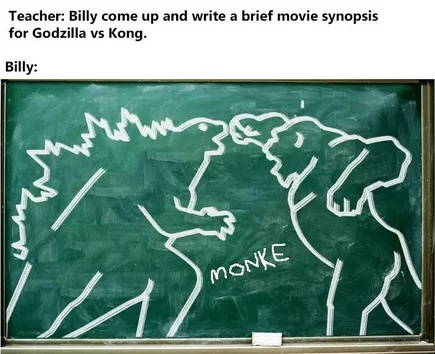 Teacher: Billy come up and write a brief movie synopsis
for Godzilla vs Kong.
Billy:
MONKE